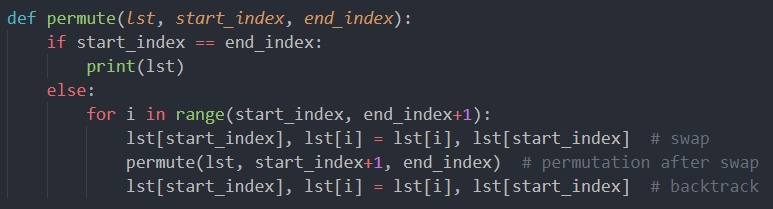 def permute(lst, start_index, end_index):
    if start_index == end_index:
        print(lst)
    else:
        for i in range(start_index, end_index+1):
            lst[start_index], lst[i] = lst[i], lst[start_index]  # swap
            permute(lst, start_index+1, end_index)  # permutation after swap
            lst[start_index], lst[i] = lst[i], lst[start_index]  # backtrack